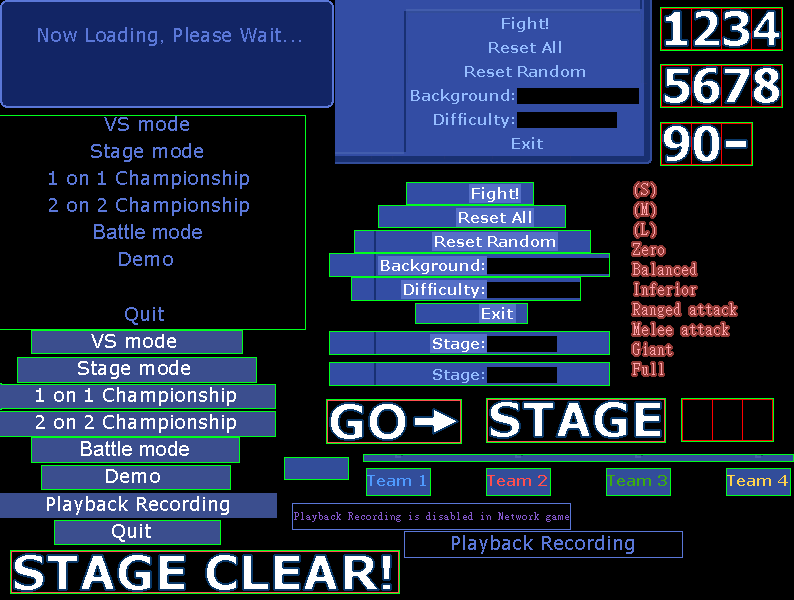 Now Loading, Please Wait...
VS mode
Stage mode
1 on 1 Championship
2 on 2 Championship
Battle mode
Demo
Quit
VS mode
Stage mode
1 on 1 Championship
2 on 2 Championship
Battle mode
Demo
Playback Recording
Quit
STAGE CLEAR!
Fight!
Reset All
Reset Random
Background:
Difficulty:
Exit
Fight!
Reset All
Reset Random
Background:
Difficulty:
Exit
Stage:
Stage:
1234
5678
90-
(S)
(M)
(L)
Zero
Balanced
Inferior
Ranged attack
Melee attack
Giant
Full
GO→
STAGE
Team 1
Team 2
Team 3
Team 4
Playback Recording is disabled in Network game
Playback Recording